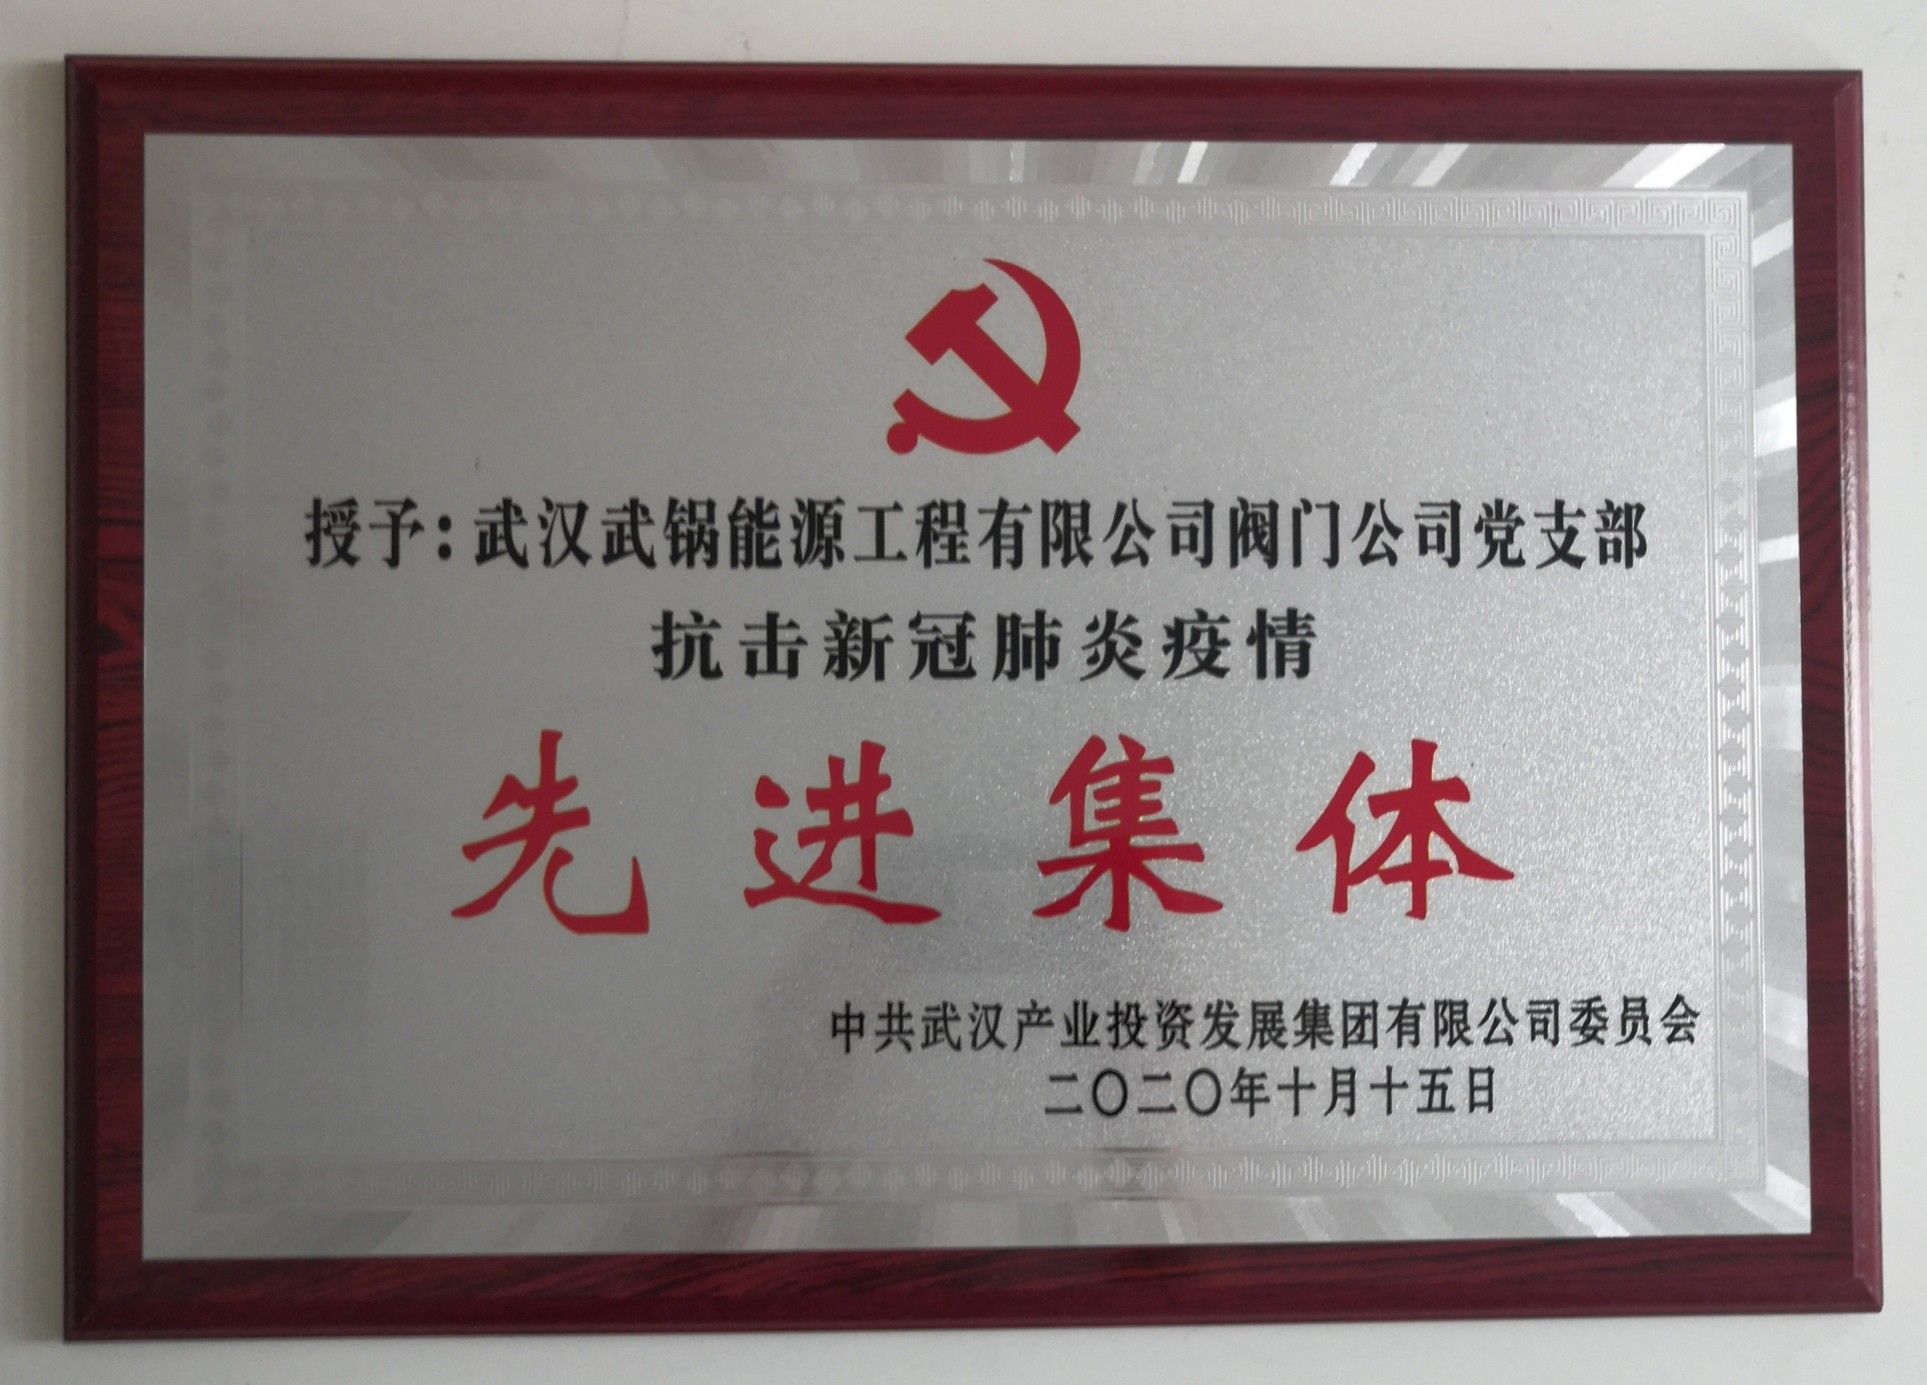 授予：武汉武锅能源工程有限公司阀门公司党支部
抗击新冠肺炎疫情
先进集体
中共武汉产业投资发展集团有限公司委员会
二〇二〇年十月十五日